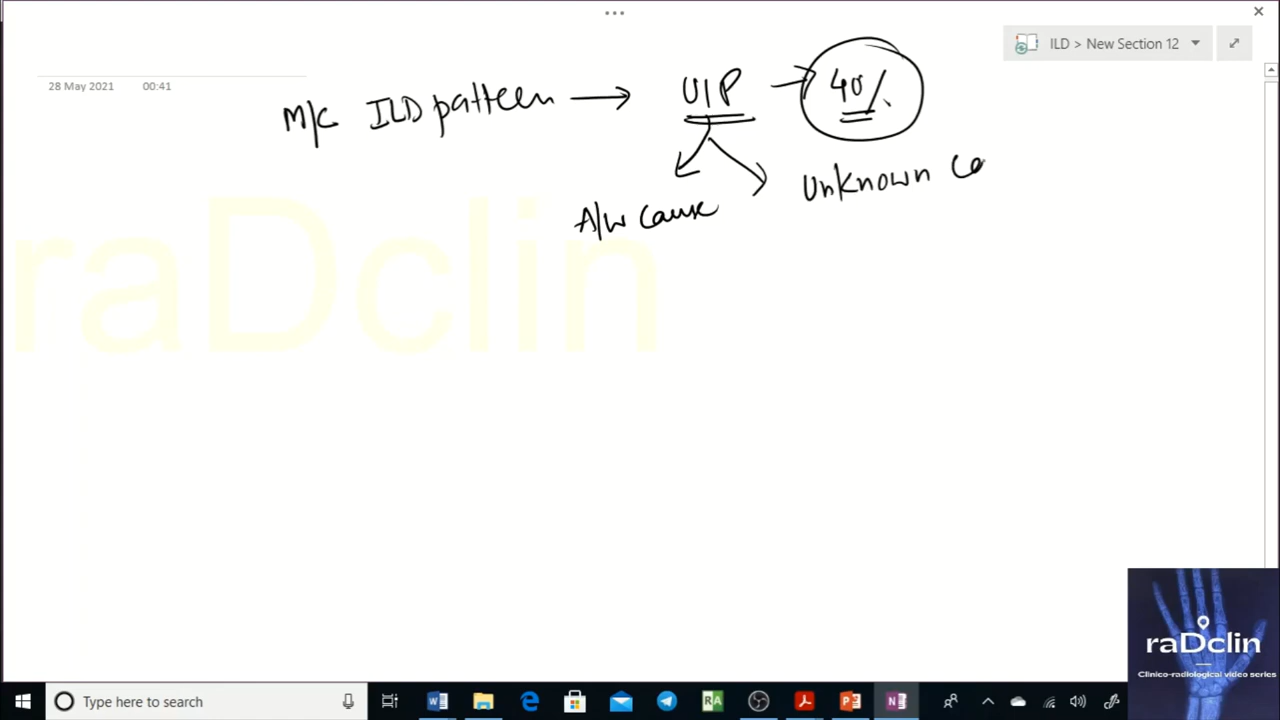 ILD > New Section 12
28 May 2021 00:41
M/C ILD pattern → UIP → 40%
A/w cause
Unknown
raDclin
raDclin
Clinico-radiological video series
Type here to search